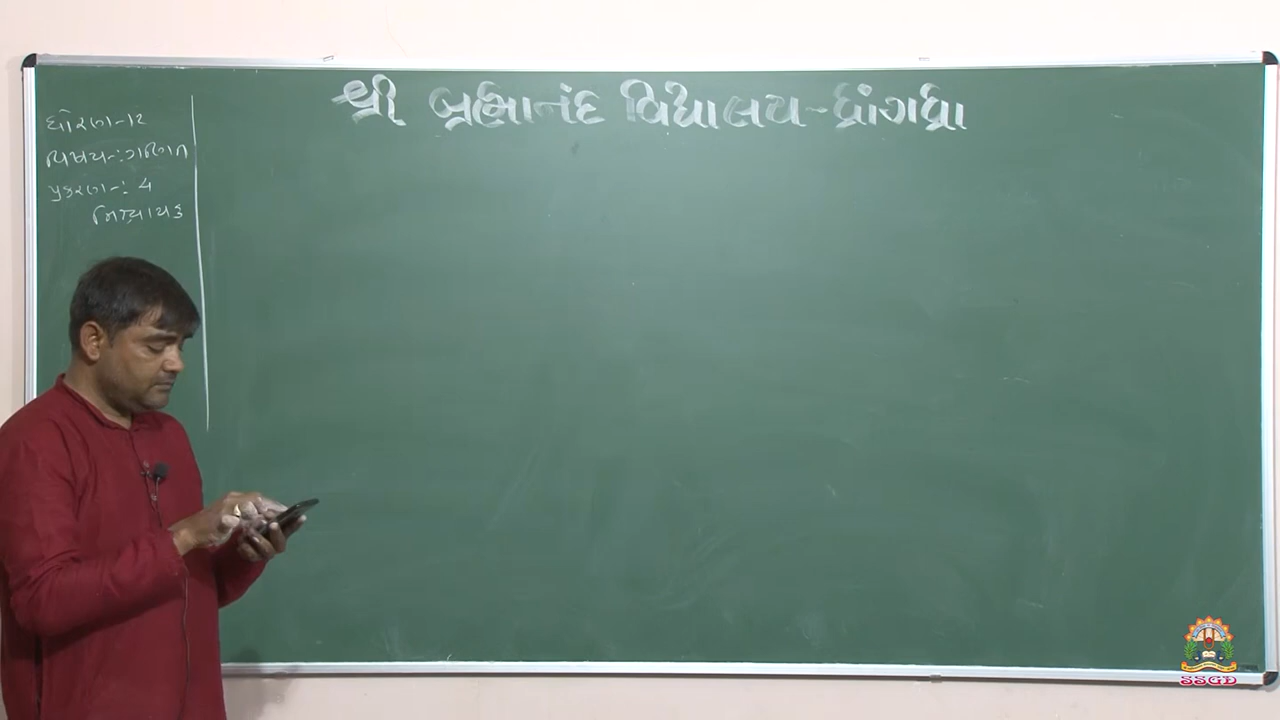 શ્રી બ્રહ્માનંદ વિદ્યાલય-ધ્રાંગધ્રા
ધોરણ-12
વિષય-:ગણિત
પ્રકરણ-: 4
નિશ્ચાયક
SSGD